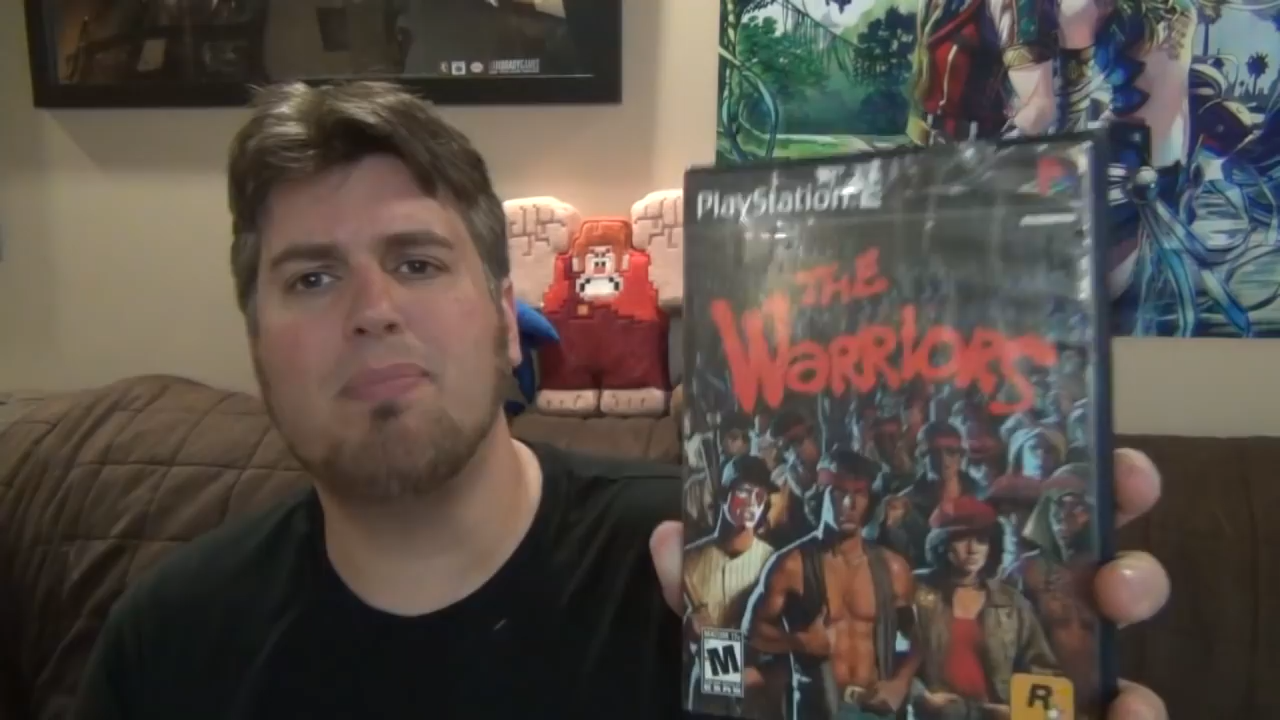 PlayStation 2
THE
WARRIORS
MATURE 17+
M
ESRB
R